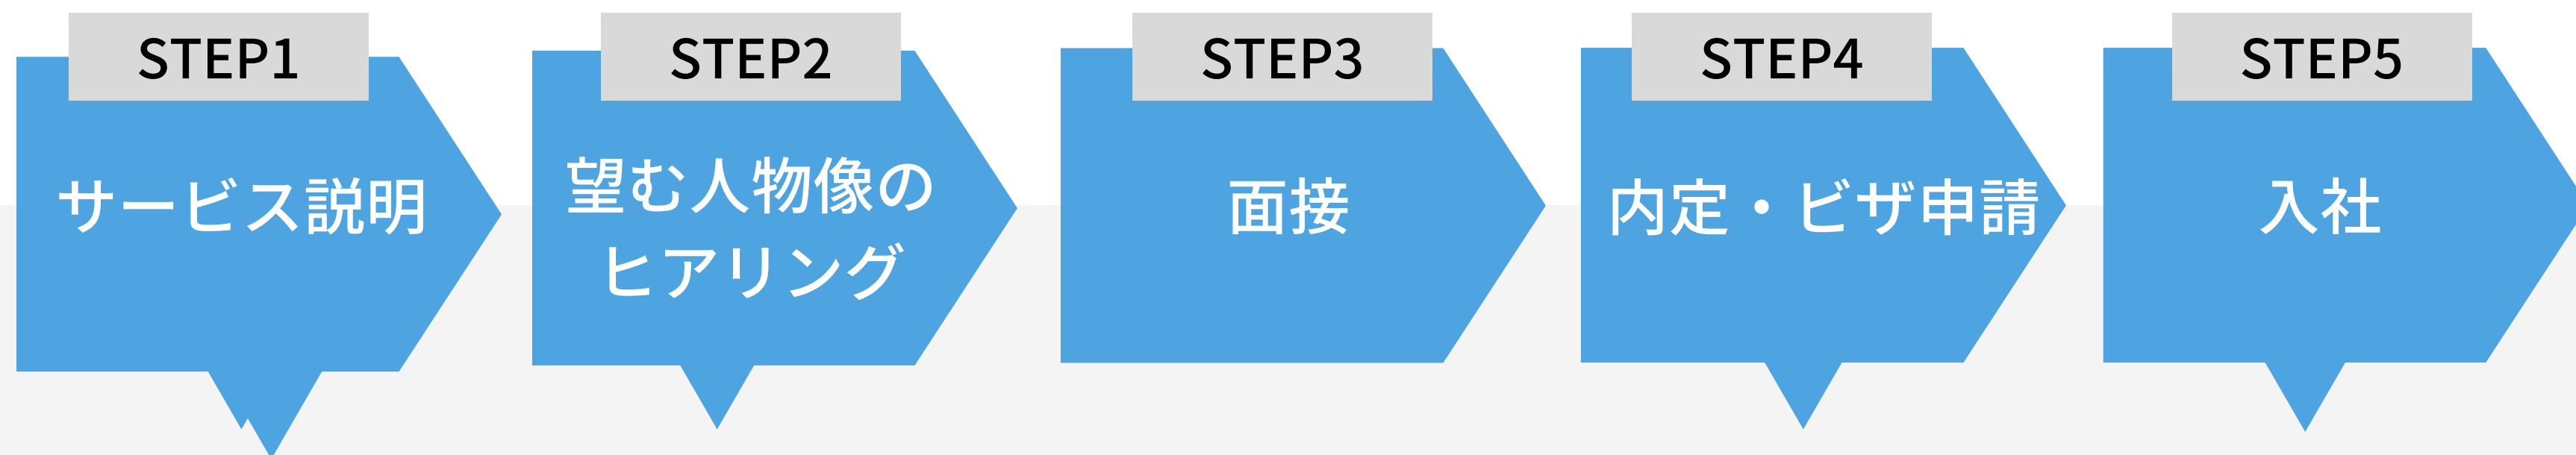 STEP1
サービス説明
STEP2
望む人物像の
ヒアリング
STEP3
面接
STEP4
内定・ビザ申請
STEP5
入社